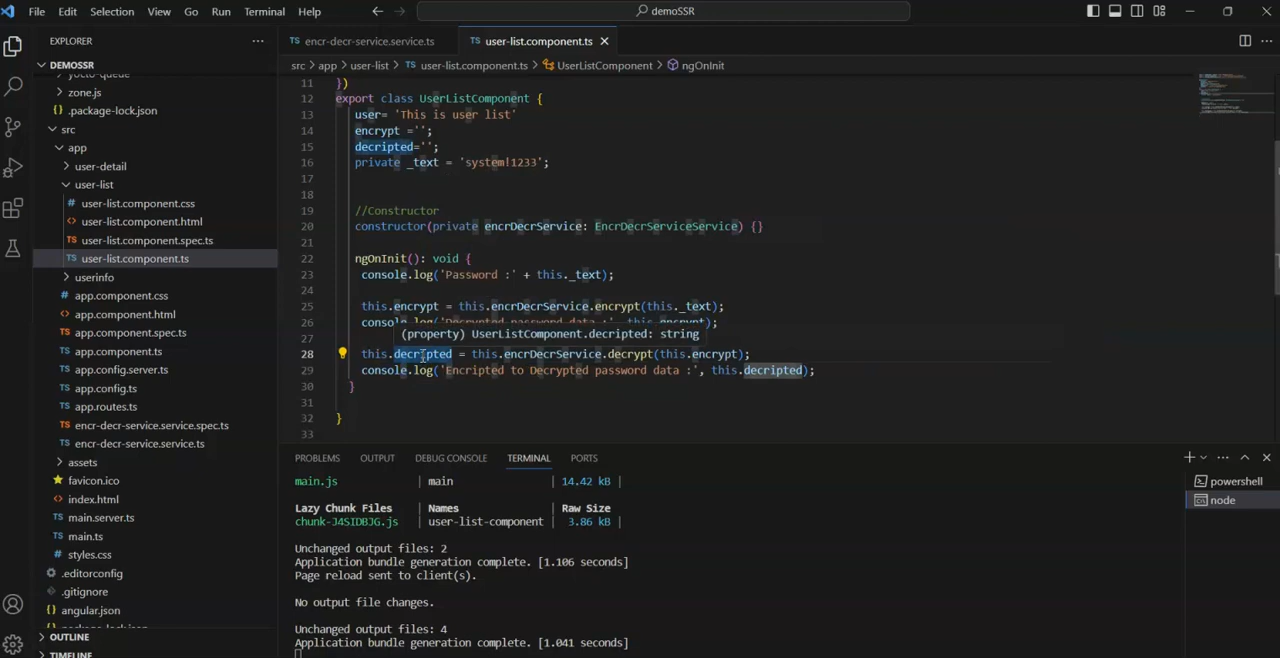 File Edit Selection View Go Run Terminal Help
demoSSR
EXPLORER
DEMOSSR
yocto-queue
zone.js
.package-lock.json
src
app
user-detail
user-list
user-list.component.css
user-list.component.html
user-list.component.spec.ts
user-list.component.ts
userinfo
app.component.css
app.component.html
app.component.spec.ts
app.component.ts
app.config.server.ts
app.config.ts
app.routes.ts
encr-decr-service.service.spec.ts
encr-decr-service.service.ts
assets
favicon.ico
index.html
main.server.ts
main.ts
styles.css
.editorconfig
.gitignore
angular.json
package-lock.json
OUTLINE
TIMELINE
encr-decr-service.service.ts user-list.component.ts
src > app > user-list > user-list.component.ts > UserListComponent > ngOnInit
11 })
12 export class UserListComponent {
13 user= 'This is user list'
14 encrypt ='';
15 decripted='';
16 private _text = 'system!1233';
17
18
19 //Constructor
20 constructor(private encrDecrService: EncrDecrServiceService) {}
21
22 ngOnInit(): void {
23 console.log('Password :' + this._text);
25 this.encrypt = this.encrDecrService.encrypt(this._text);
26 console.log('Decrypted password data :', this.encrypt);
27
(property) UserListComponent.decripted: string
28 this.decripted = this.encrDecrService.decrypt(this.encrypt);
29 console.log('Encripted to Decrypted password data :', this.decripted);
30 }
31
32 }
33
PROBLEMS OUTPUT DEBUG CONSOLE TERMINAL PORTS
main.js | main | 14.42 kB |
Lazy Chunk Files | Names | Raw Size
chunk-J4SIDBJG.js | user-list-component | 3.86 kB |
Unchanged output files: 2
Application bundle generation complete. [1.106 seconds]
Page reload sent to client(s).
No output file changes.
Unchanged output files: 4
Application bundle generation complete. [1.041 seconds]
powershell
node